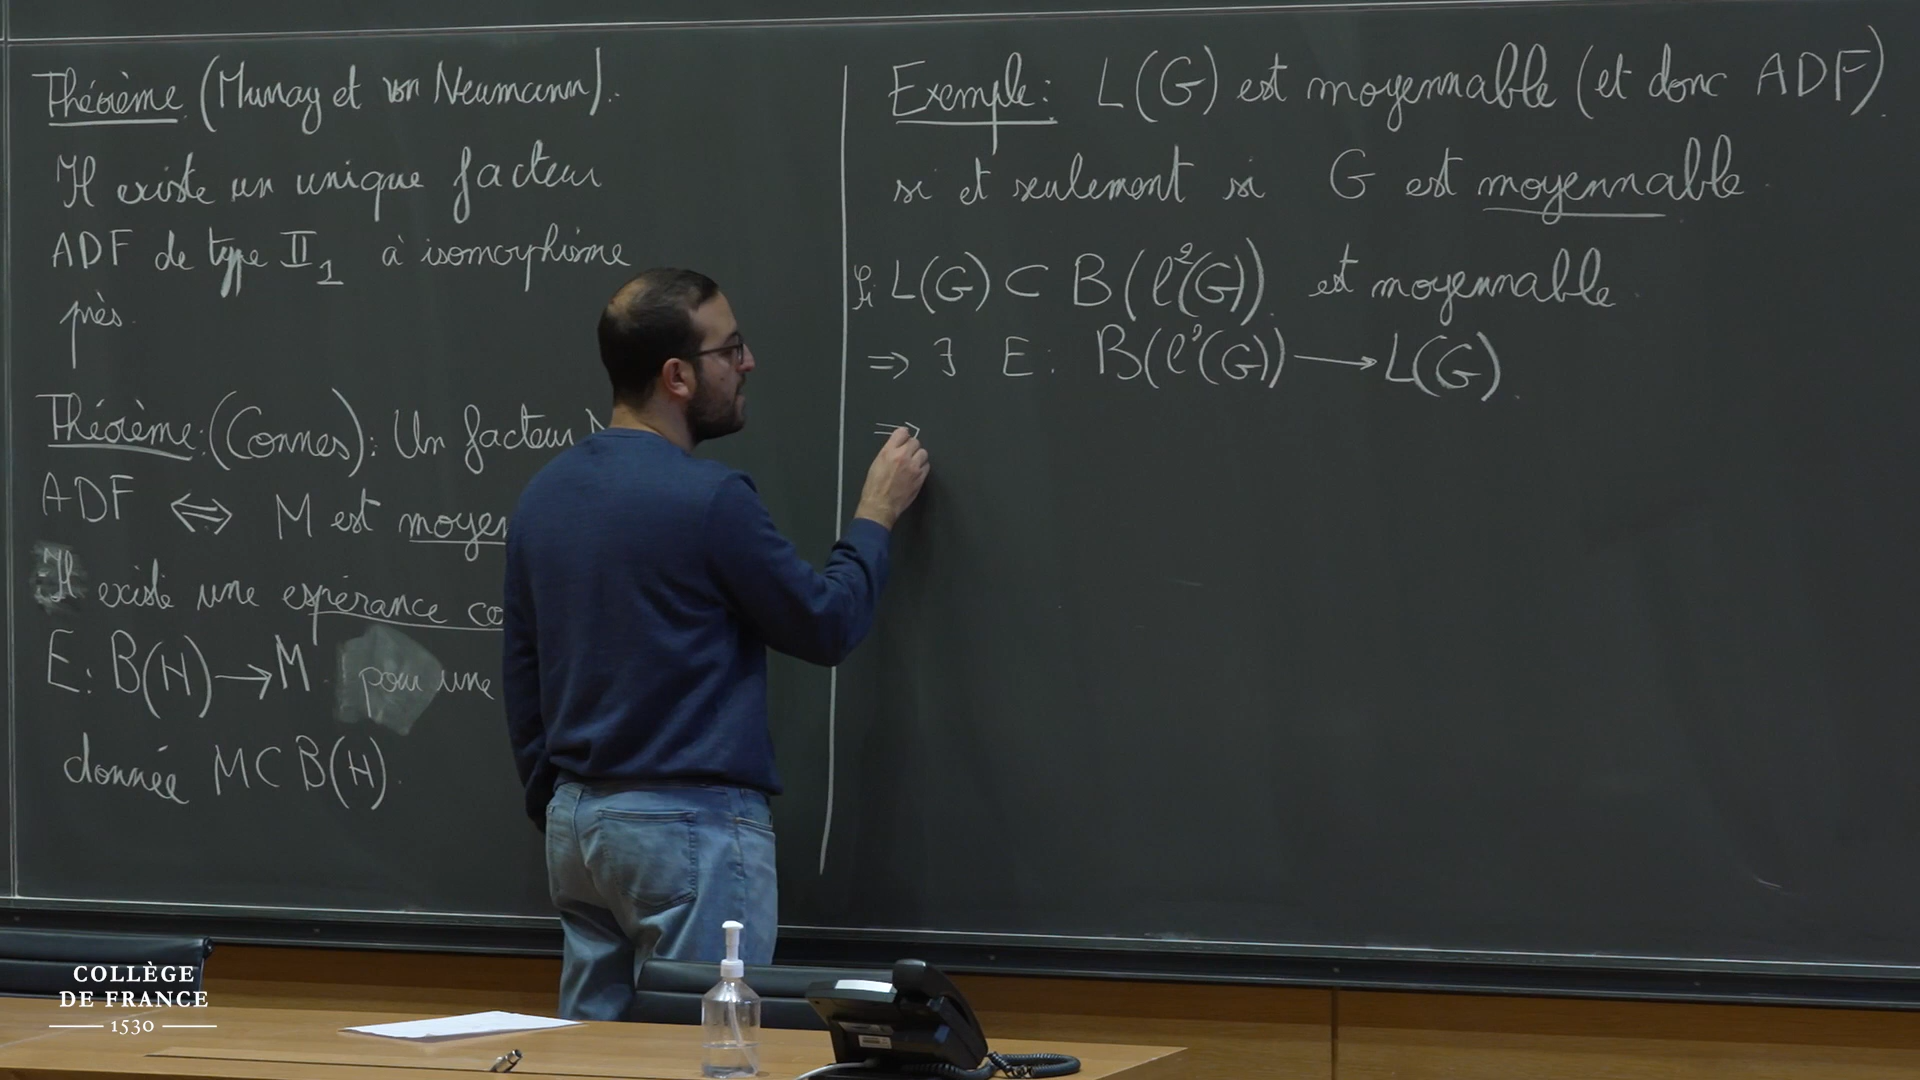 Théorème (Murray et von Neumann).
Il existe un unique facteur
ADF de type II₁ à isomorphisme
près.
Théorème: (Connes): Un facteur
ADF ⟺ M est moyen
Il existe une espérance co
E: B(H) → M pour une
donnée M ⊂ B(H).
Exemple: L(G) est moyennable (et donc ADF).
si et seulement si G est moyennable.
Si L(G) ⊂ B(ℓ²(G)) est moyennable.
⇒ ∃ E: B(ℓ²(G)) → L(G).
⇒
COLLÈGE
DE FRANCE
1530